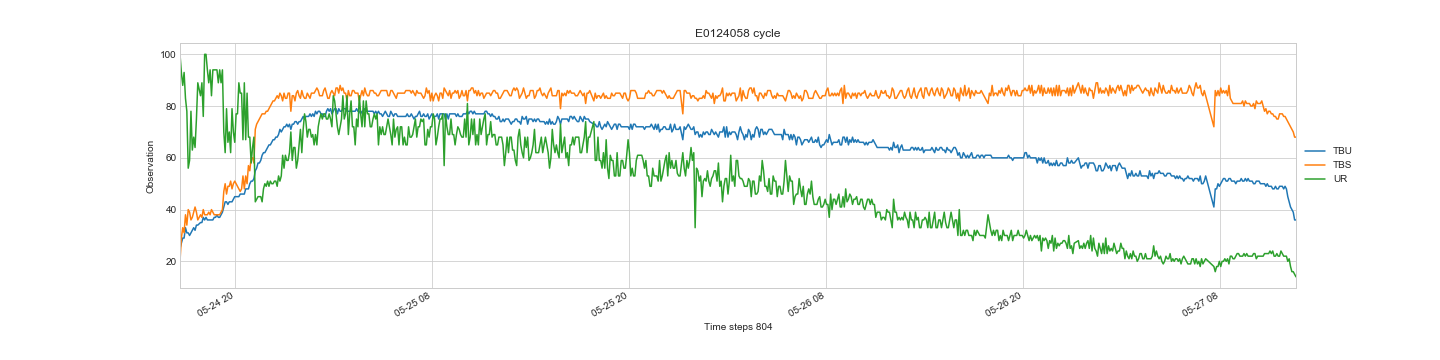 E0124058 cycle
100
80
60
40
20
Observation
05-24 20
05-25 08
05-25 20
05-26 08
05-26 20
05-27 08
Time steps 804
TBU
TBS
UR